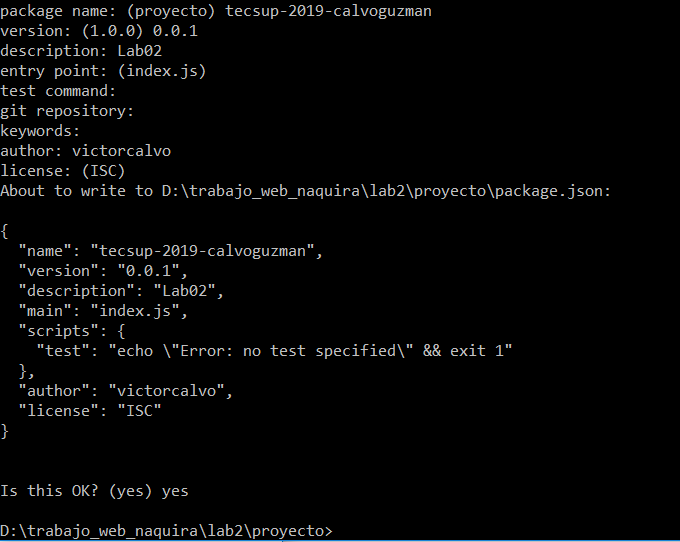 package name: (proyecto) tecsup-2019-calvoguzman
version: (1.0.0) 0.0.1
description: Lab02
entry point: (index.js)
test command:
git repository:
keywords:
author: victorcalvo
license: (ISC)
About to write to D:\trabajo_web_naquira\lab2\proyecto\package.json:

{
  "name": "tecsup-2019-calvoguzman",
  "version": "0.0.1",
  "description": "Lab02",
  "main": "index.js",
  "scripts": {
    "test": "echo \"Error: no test specified\" && exit 1"
  },
  "author": "victorcalvo",
  "license": "ISC"
}

Is this OK? (yes) yes

D:\trabajo_web_naquira\lab2\proyecto>